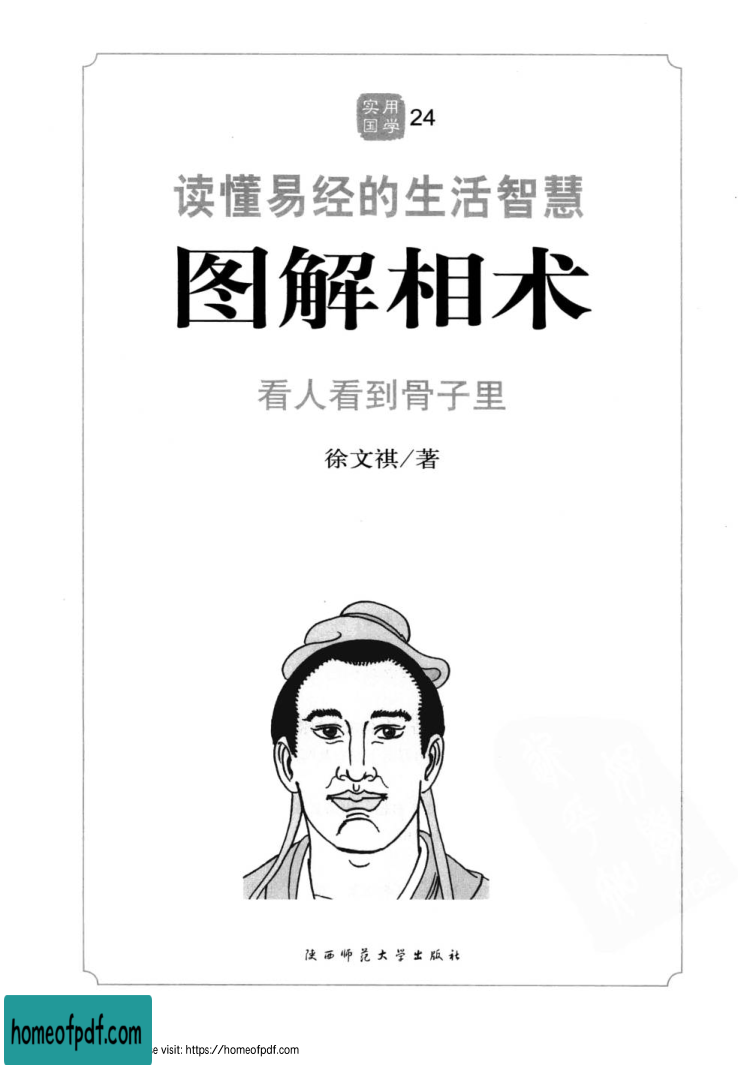 实用
国学
24
读懂易经的生活智慧
图解相术
看人看到骨子里
徐文祺/著
陕西师范大学出版社
homeofpdf.com
se visit: https://homeofpdf.com